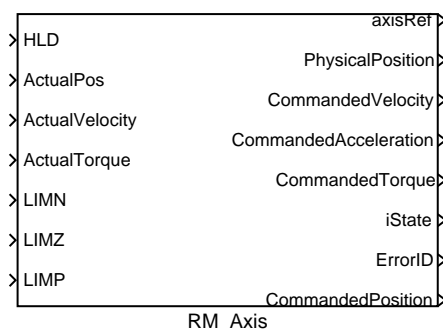 axisRef
HLD
PhysicalPosition
ActualPos
CommandedVelocity
ActualVelocity
CommandedAcceleration
ActualTorque
CommandedTorque
LIMN
iState
LIMZ
ErrorID
LIMP
CommandedPosition
RM_Axis